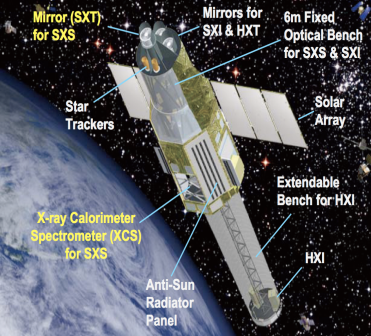 Mirror (SXT)
for SXS
Mirrors for
SXI & HXT
6m Fixed
Optical Bench
for SXS & SXI
Star
Trackers
Solar
Array
Extendable
Bench for HXI
X-ray Calorimeter
Spectrometer (XCS)
for SXS
HXI
Anti-Sun
Radiator
Panel